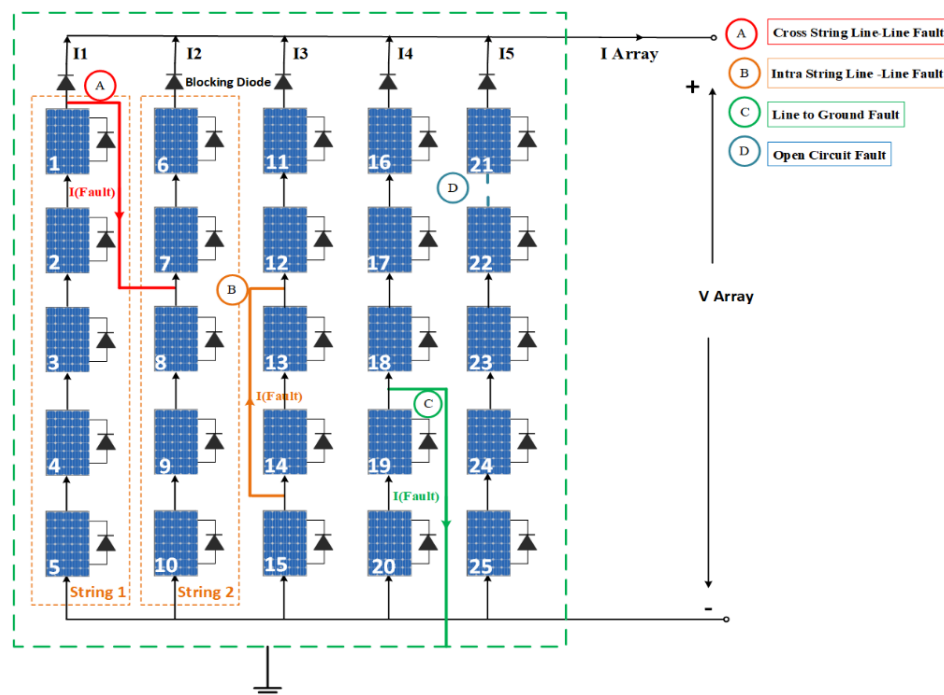 I1 I2 I3 I4 I5 I Array
A Cross String Line-Line Fault
B Intra String Line -Line Fault
C Line to Ground Fault
D Open Circuit Fault
A Blocking Diode
+
1 6 11 16 21
I(Fault) D
2 7 12 17 22
B
V Array
3 8 13 18 23
I(Fault) C
4 9 14 19 24
I(Fault)
5 10 15 20 25
String 1 String 2
-